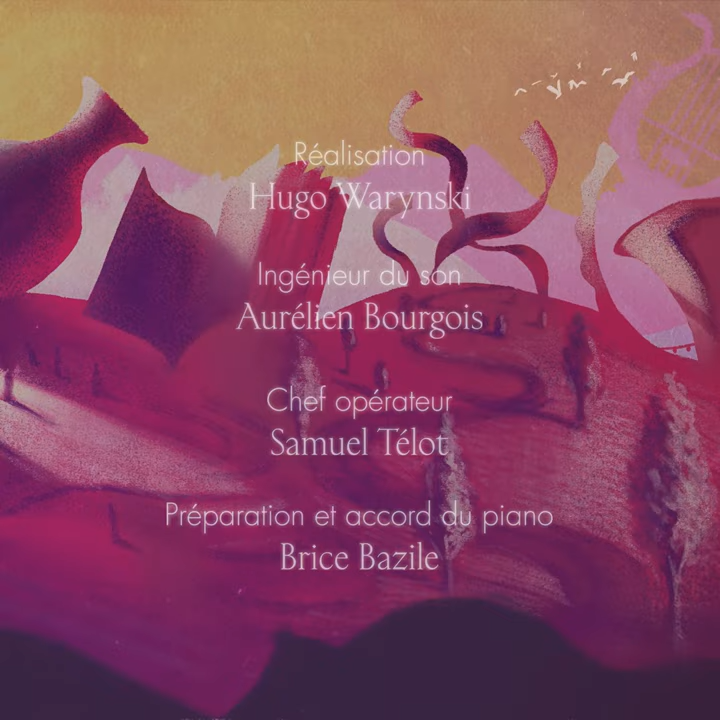 Réalisation
Hugo Warynski
Ingénieur du son
Aurélien Bourgois
Chef opérateur
Samuel Télot
Préparation et accord du piano
Brice Bazile